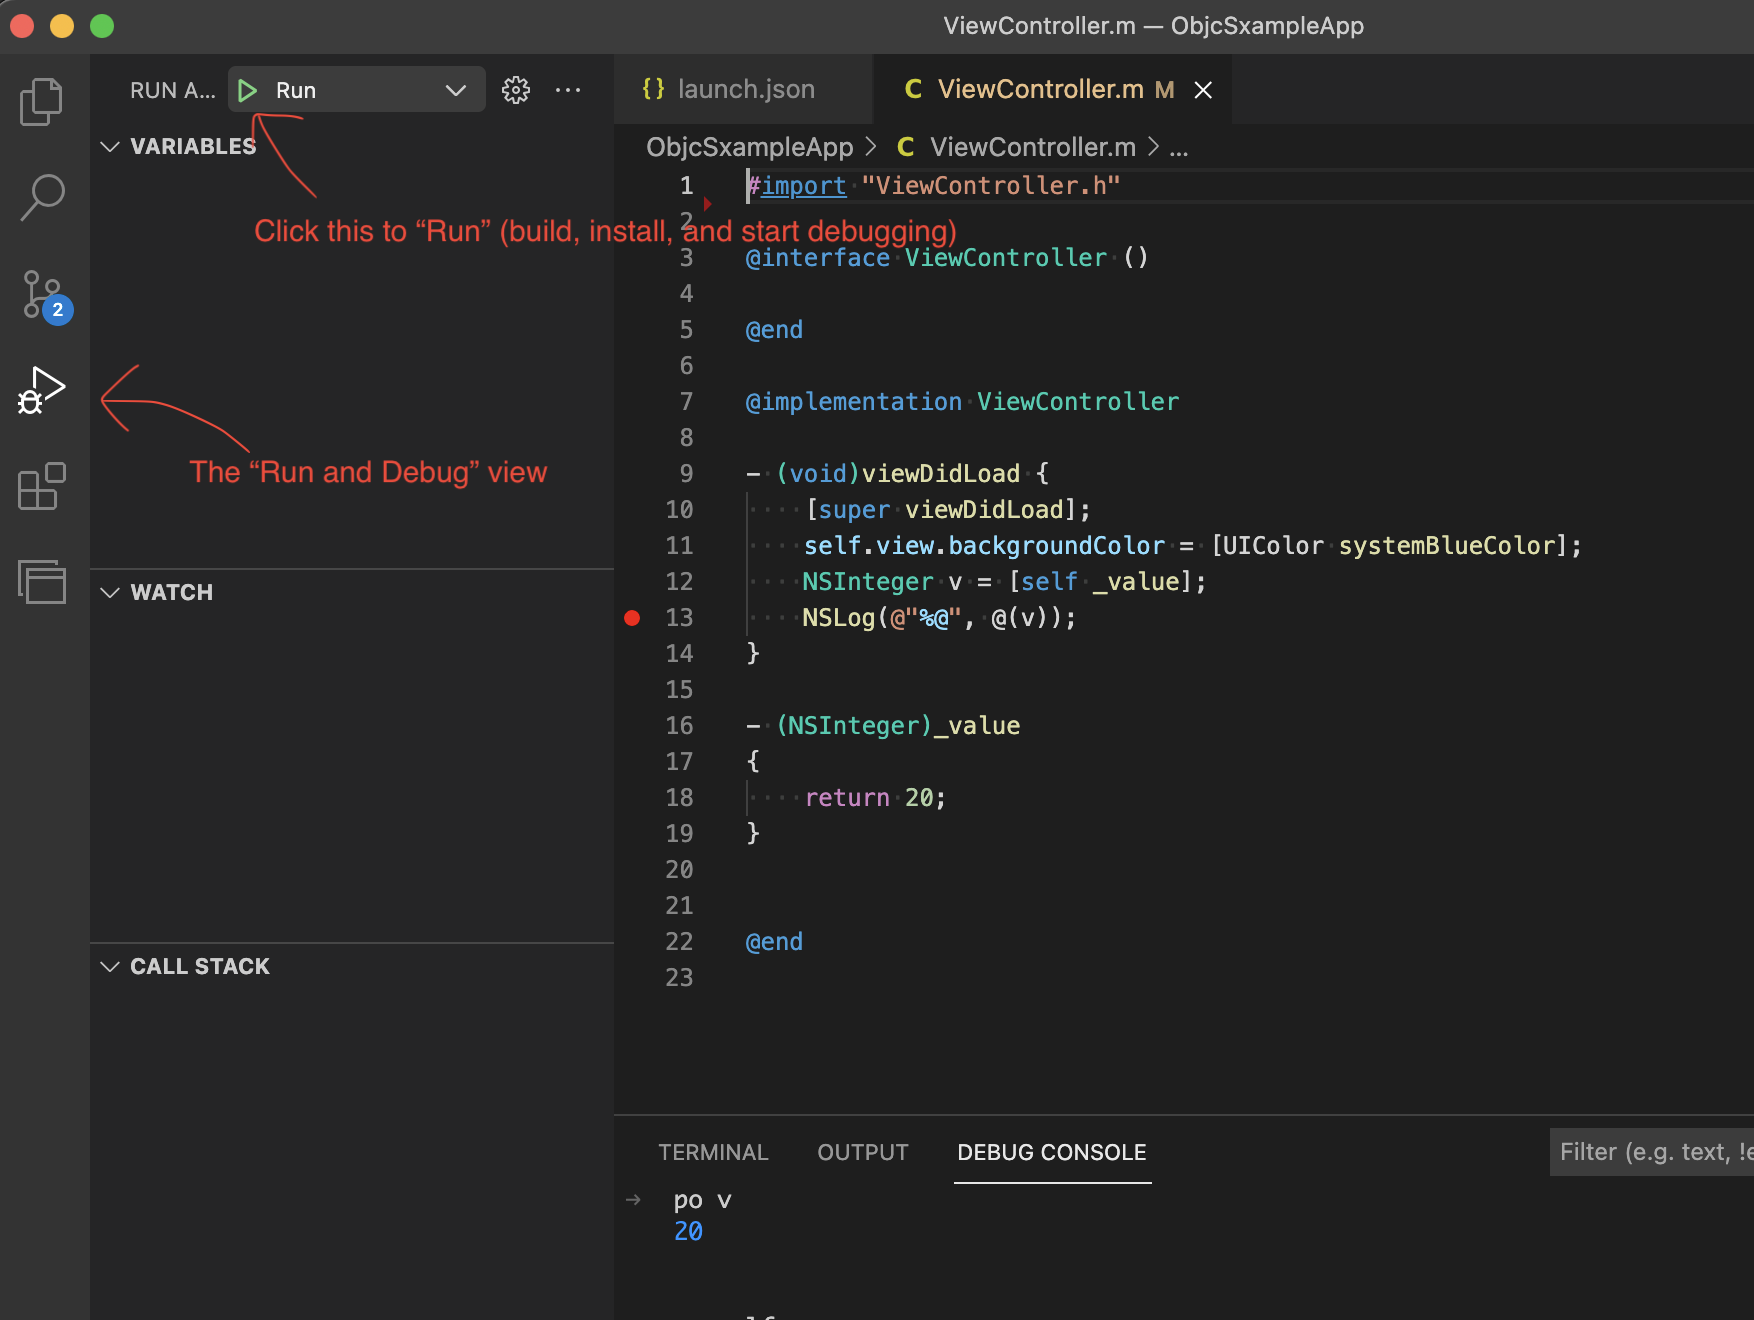 ViewController.m — ObjcSxampleApp
RUN A...
Run
launch.json
C ViewController.m M
VARIABLES
ObjcSxampleApp > C ViewController.m > ...
Click this to “Run” (build, install, and start debugging)
1 #import "ViewController.h"
2
3 @interface ViewController ()
4
5 @end
6
7 @implementation ViewController
8
9 - (void)viewDidLoad {
10 [super viewDidLoad];
11 self.view.backgroundColor = [UIColor systemBlueColor];
12 NSInteger v = [self _value];
13 NSLog(@"%@", @(v));
14 }
15
16 - (NSInteger)_value
17 {
18 return 20;
19 }
20
21
22 @end
23
2
The “Run and Debug” view
WATCH
CALL STACK
TERMINAL
OUTPUT
DEBUG CONSOLE
Filter (e.g. text, !e
po v
20